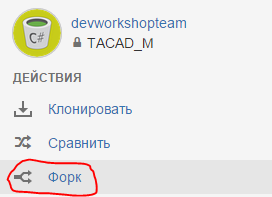 C#
devworkshopteam
TACAD_M
ДЕЙСТВИЯ
Клонировать
Сравнить
Форк